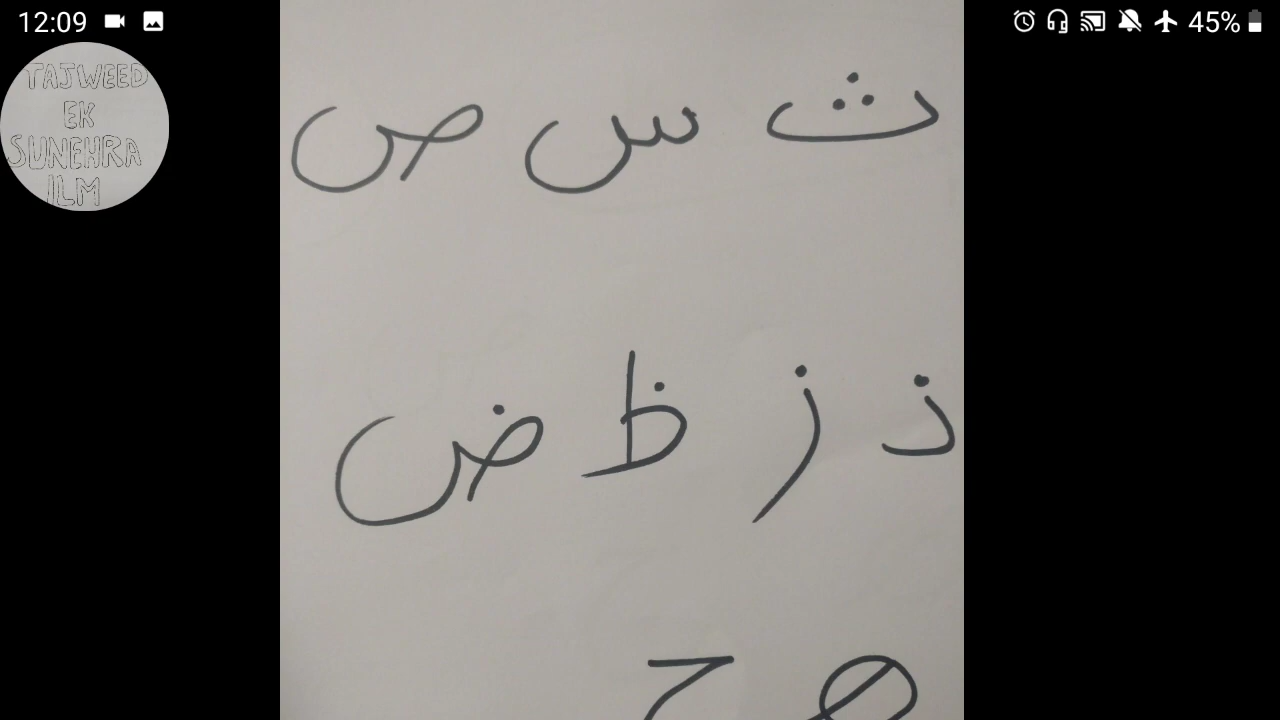 12:09 45%
TAJWEED
EK
SUNEHRA
ILM
ث س ص
ذ ز ظ ض
ه ح